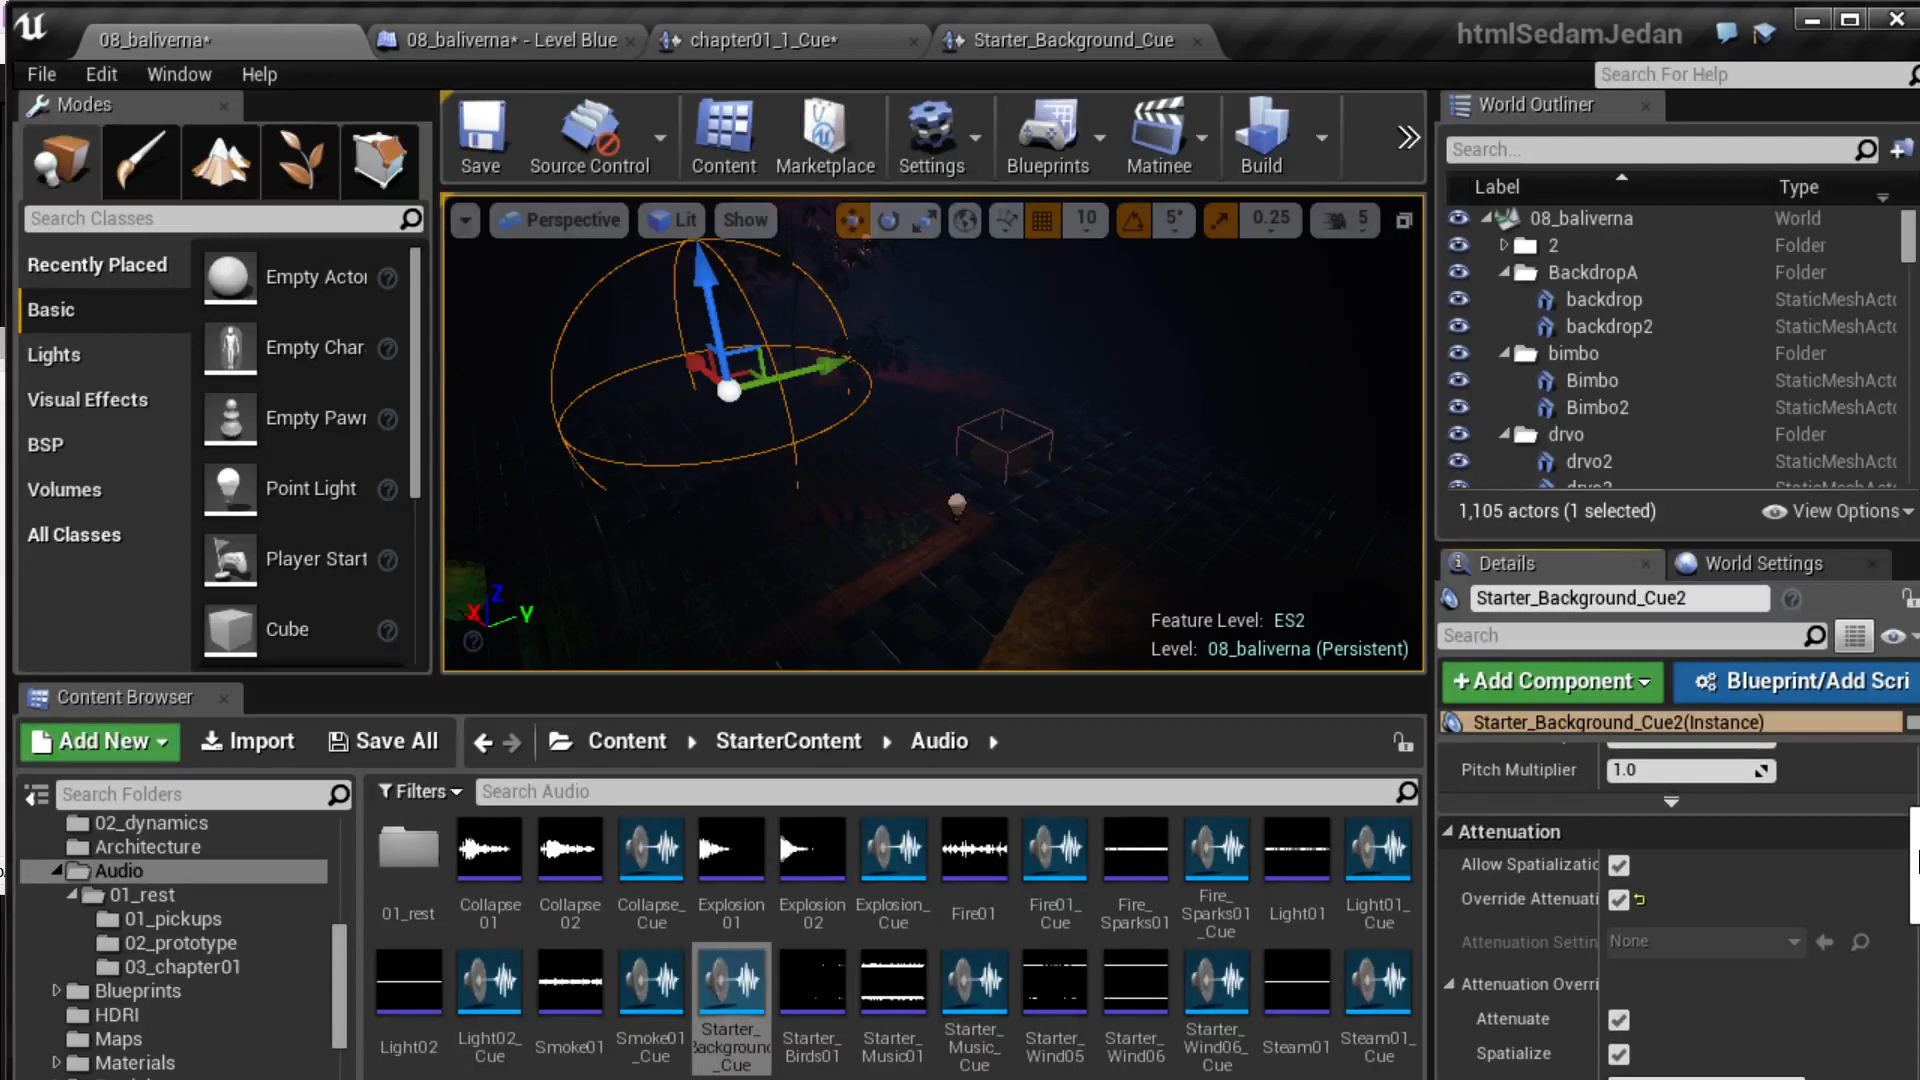 08_baliverna*
08_baliverna* - Level Blue
chapter01_1_Cue*
Starter_Background_Cue
htmlSedamJedan
File Edit Window Help
Search For Help
Modes
Search Classes
Recently Placed
Basic
Lights
Visual Effects
BSP
Volumes
All Classes
Empty Actor
Empty Char
Empty Pawn
Point Light
Player Start
Cube
Save
Source Control
Content
Marketplace
Settings
Blueprints
Matinee
Build
Perspective Lit Show 10 5° 0.25 5
X Z Y
Feature Level: ES2
Level: 08_baliverna (Persistent)
World Outliner
Search...
Label Type
08_baliverna World
2 Folder
BackdropA Folder
backdrop StaticMeshActo
backdrop2 StaticMeshActo
bimbo Folder
Bimbo StaticMeshActo
Bimbo2 StaticMeshActo
drvo Folder
drvo2 StaticMeshActo
1,105 actors (1 selected) View Options
Details
World Settings
Starter_Background_Cue2
Search
+Add Component
Blueprint/Add Scri
Starter_Background_Cue2(Instance)
Pitch Multiplier 1.0
Attenuation
Allow Spatializatio
Override Attenuati
Attenuation Settin None
Attenuation Overri
Attenuate
Spatialize
Content Browser
Add New Import Save All Content StarterContent Audio
Search Folders
Filters
Search Audio
02_dynamics
Architecture
Audio
01_rest
01_pickups
02_prototype
03_chapter01
Blueprints
HDRI
Maps
Materials
01_rest
Collapse
01
Collapse
02
Collapse_
Cue
Explosion
01
Explosion
02
Explosion_
Cue
Fire01
Fire01_
Cue
Fire_
Sparks01
Fire_
Sparks01
_Cue
Light01
Light01_
Cue
Light02
Light02_
Cue
Smoke01
Smoke01
_Cue
Starter_
Background
_Cue
Starter_
Birds01
Starter_
Music01
Starter_
Music_
Cue
Starter_
Wind05
Starter_
Wind06
Starter_
Wind06_
Cue
Steam01
Steam01_
Cue